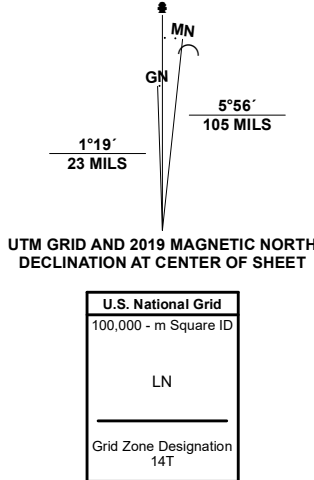 MN
GN
5°56´
105 MILS
1°19´
23 MILS
UTM GRID AND 2019 MAGNETIC NORTH
DECLINATION AT CENTER OF SHEET
U.S. National Grid
100,000 - m Square ID
LN
Grid Zone Designation
14T